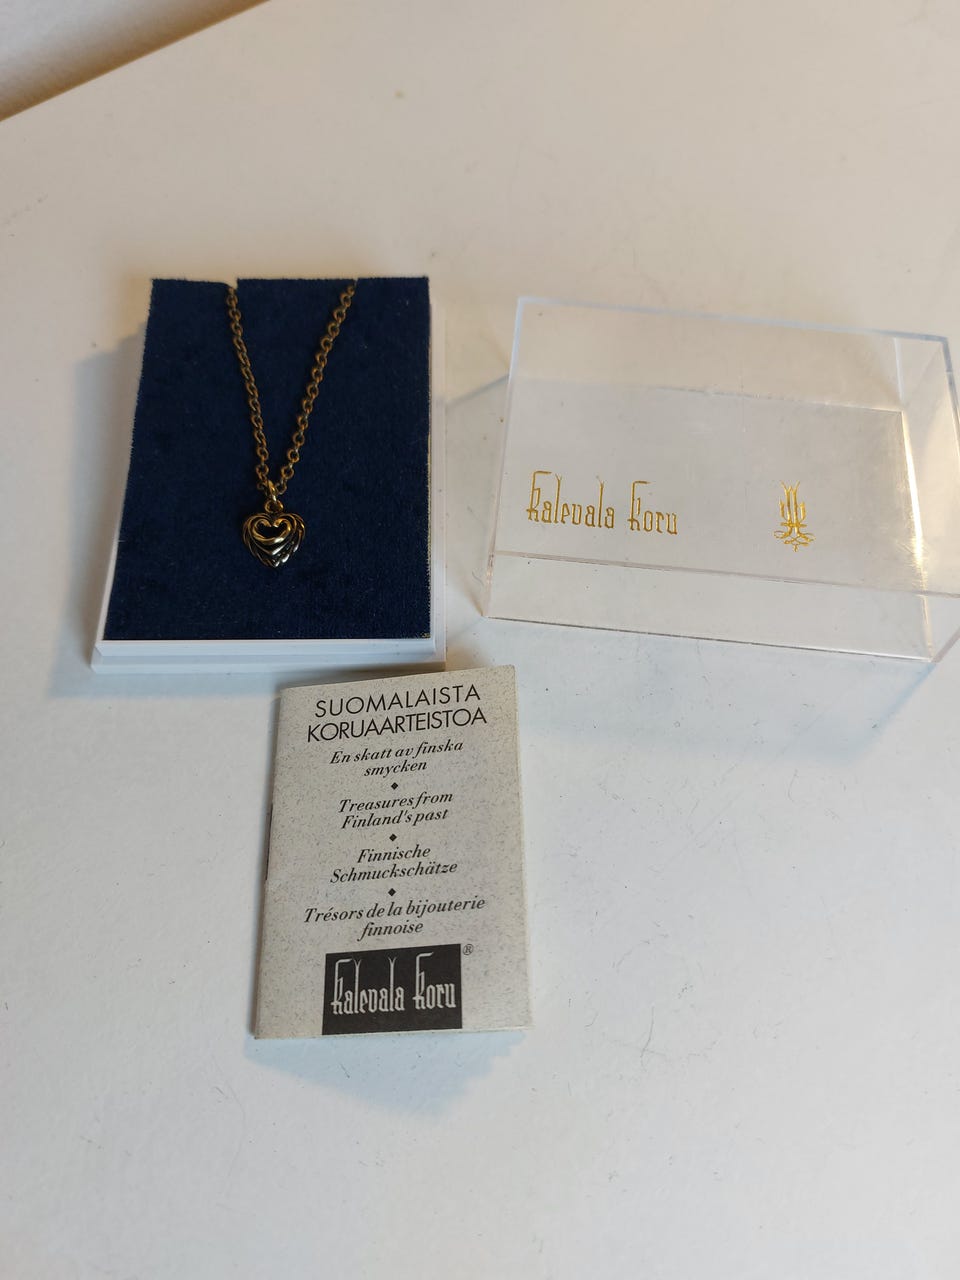 Kalevala Koru
SUOMALAISTA
KORUAARTEISTOA
En skatt av finska
smycken
Treasures from
Finland's past
Finnische
Schmuckschätze
Trésors de la bijouterie
finnoise
Kalevala Koru ®